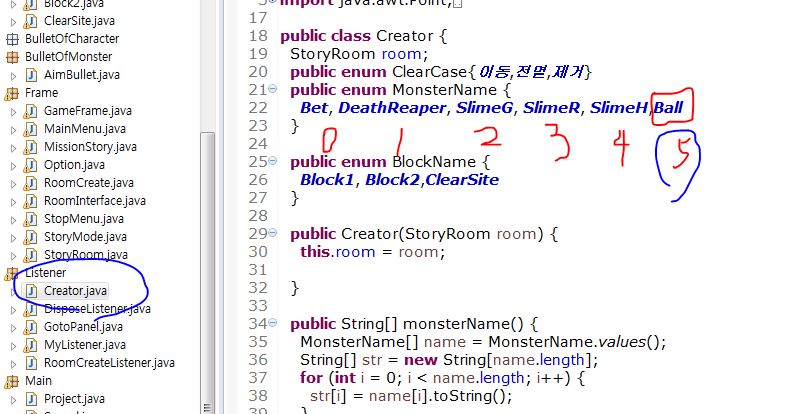 Block2.java
ClearSite.java
BulletOfCharacter
BulletOfMonster
AimBullet.java
Frame
GameFrame.java
MainMenu.java
MissionStory.java
Option.java
RoomCreate.java
RoomInterface.java
StopMenu.java
StoryMode.java
StoryRoom.java
Listener
Creator.java
DisposeListener.java
GotoPanel.java
MyListener.java
RoomCreateListener.java
Main
Project.java
import java.awt.Point;
18 public class Creator {
19 StoryRoom room;
20 public enum ClearCase{이동,전멸,제거}
21 public enum MonsterName {
22 Bet, DeathReaper, SlimeG, SlimeR, SlimeH,Ball
23 }
0 1 2 3 4 5
24
25 public enum BlockName {
26 Block1, Block2,ClearSite
27 }
28
29 public Creator(StoryRoom room) {
30 this.room = room;
31
32 }
33
34 public String[] monsterName() {
35 MonsterName[] name = MonsterName.values();
36 String[] str = new String[name.length];
37 for (int i = 0; i < name.length; i++) {
38 str[i] = name[i].toString();
39 }